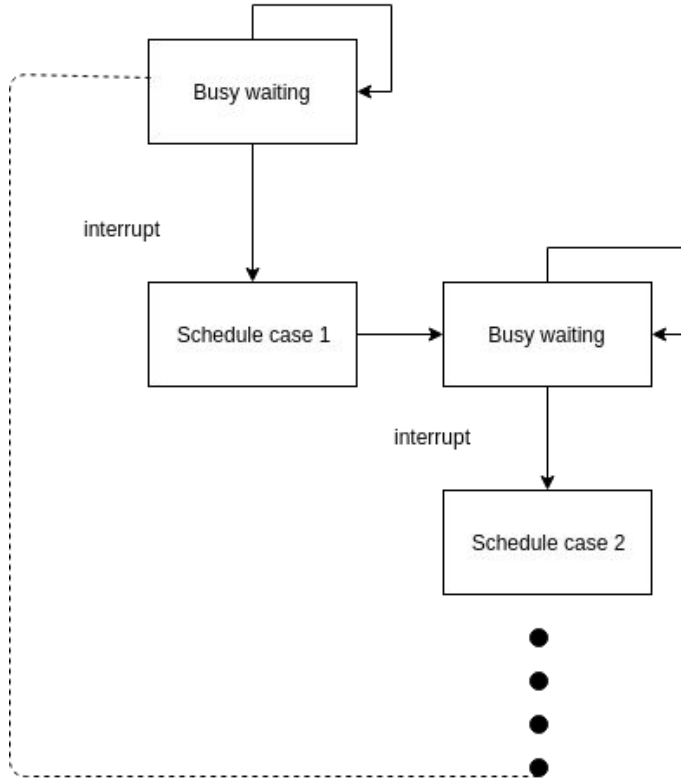 Busy waiting
interrupt
Schedule case 1
Busy waiting
interrupt
Schedule case 2